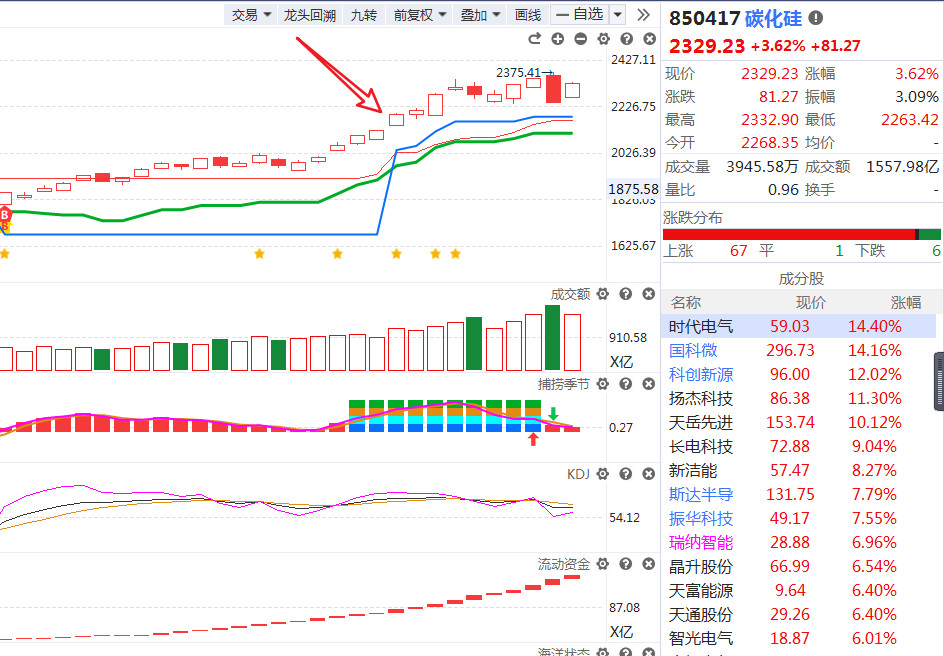 交易 龙头回溯 九转 前复权 叠加 画线 自选
2375.41
2427.11
2226.75
2026.39
1875.58
1826.03
1625.67
B
B
成交额
910.58
X亿
捕捞季节
0.27
KDJ
54.12
流动资金
87.08
X亿
海洋状态
850417 碳化硅
2329.23 +3.62% +81.27
现价 2329.23 涨幅 3.62%
涨跌 81.27 振幅 3.09%
最高 2332.90 最低 2263.42
今开 2268.35 均价 -
成交量 3945.58万 成交额 1557.98亿
量比 0.96 换手 -
涨跌分布
上涨 67 平 1 下跌 6
成分股
名称 现价 涨幅
时代电气 59.03 14.40%
国科微 296.73 14.16%
科创新源 96.00 12.02%
扬杰科技 86.38 11.30%
天岳先进 153.74 10.12%
长电科技 72.88 9.04%
新洁能 57.47 8.27%
斯达半导 131.75 7.79%
振华科技 49.17 7.55%
瑞纳智能 28.88 6.96%
晶升股份 66.99 6.54%
天富能源 9.64 6.40%
天通股份 29.26 6.40%
智光电气 18.87 6.01%